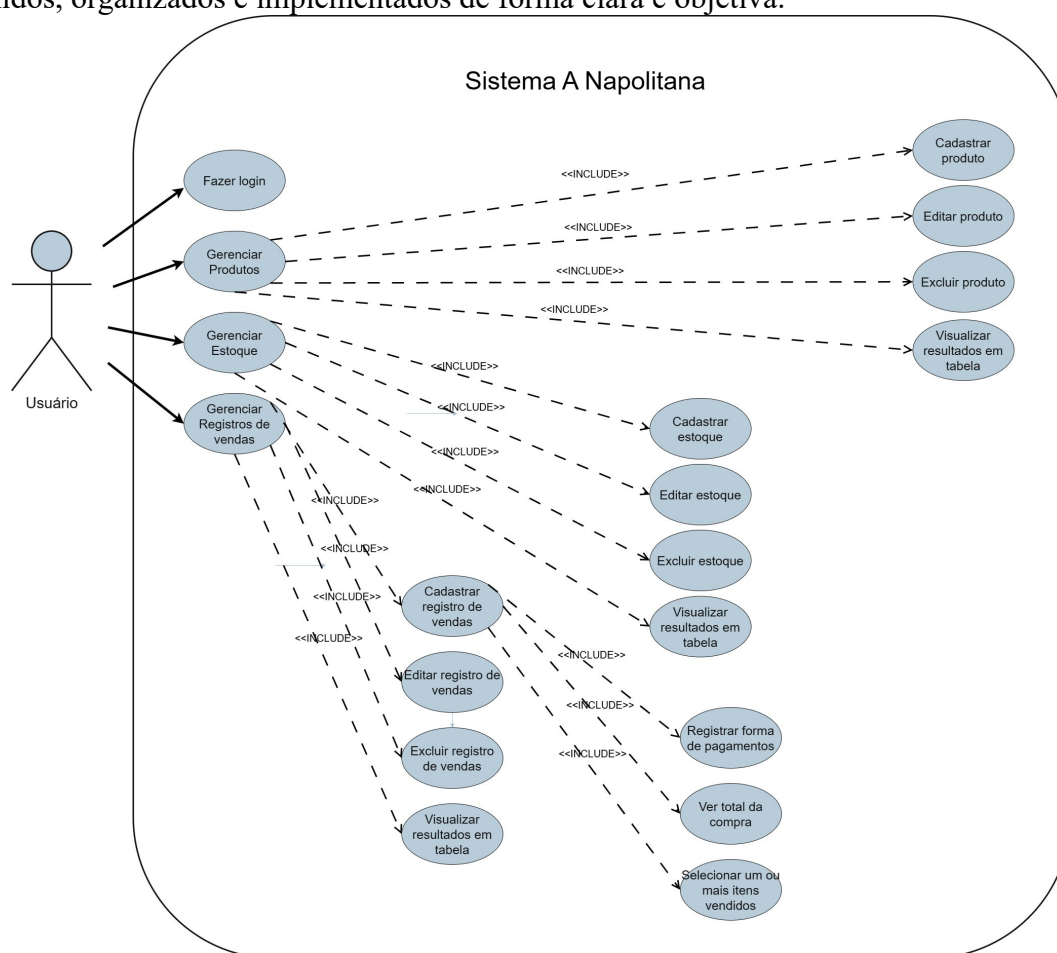 dos, organizados e implementados de forma clara e objetiva.
Sistema A Napolitana
Cadastrar
produto
<<INCLUDE>>
Fazer login
Editar produto
<<INCLUDE>>
Gerenciar
Produtos
<<INCLUDE>>
Excluir produto
<<INCLUDE>>
Gerenciar
Estoque
Visualizar
resultados em
tabela
<<INCLUDE>>
Usuário
Gerenciar
Registros de
vendas
<<INCLUDE>>
Cadastrar
estoque
<<INCLUDE>>
<<INCLUDE>>
Editar estoque
<<INCLUDE>>
<<INCLUDE>>
Excluir estoque
<<INCLUDE>>
Cadastrar
registro de
vendas
<<INCLUDE>>
Visualizar
resultados em
tabela
<<INCLUDE>>
Editar registro de
vendas
<<INCLUDE>>
Registrar forma
de pagamentos
Excluir registro
de vendas
<<INCLUDE>>
Ver total da
compra
Visualizar
resultados em
tabela
Selecionar um ou
mais itens
vendidos